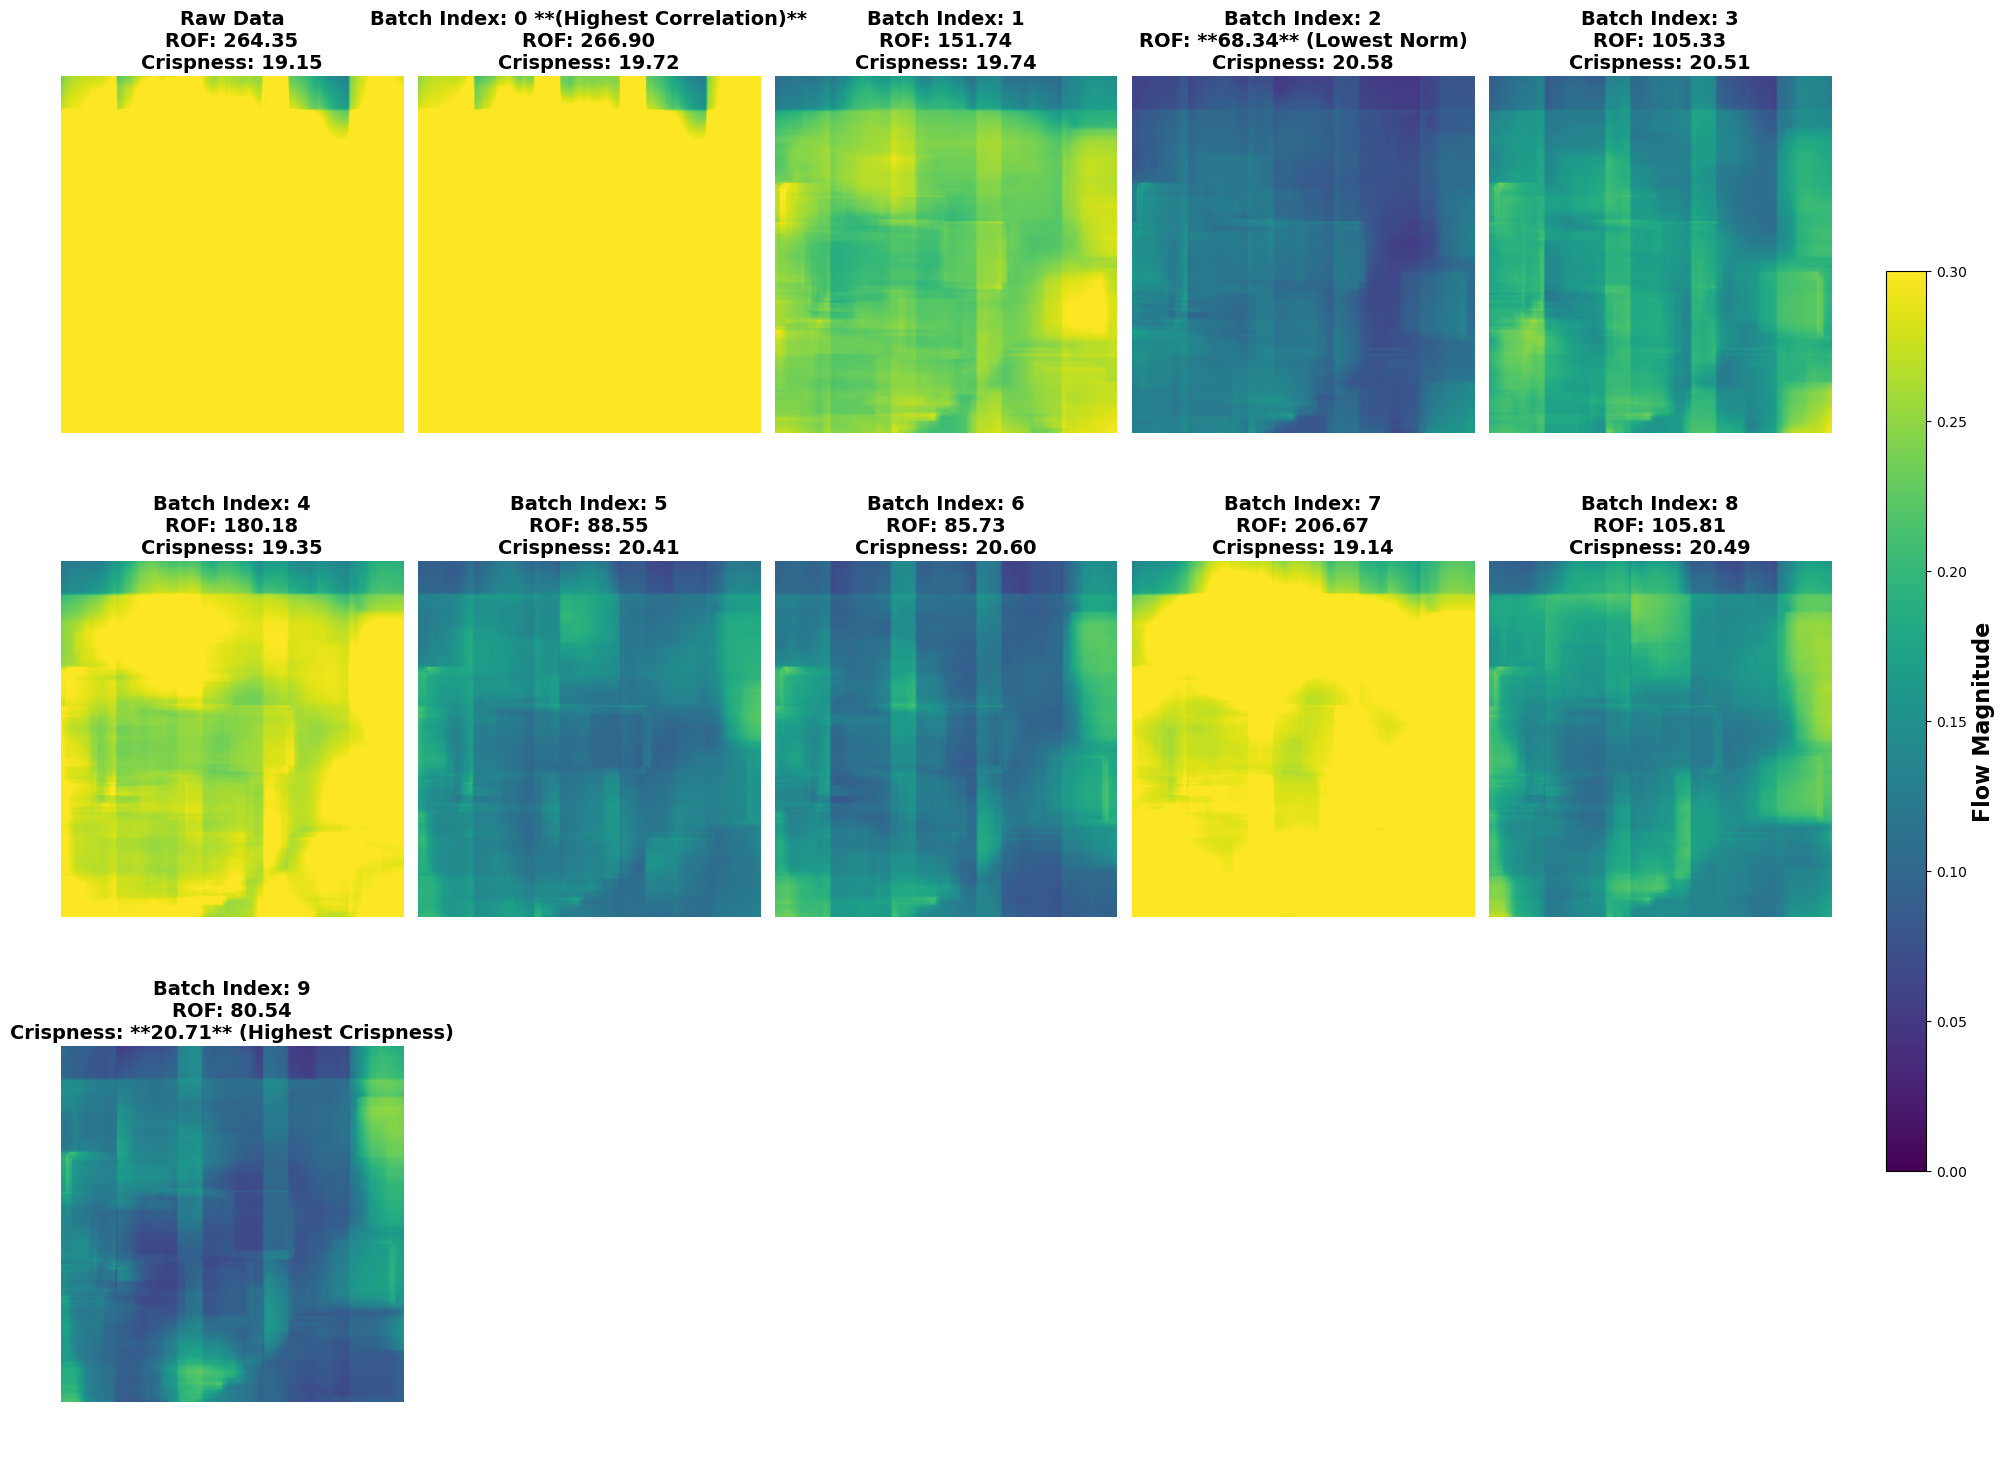 Raw Data
ROF: 264.35
Crispness: 19.15
Batch Index: 0 **(Highest Correlation)**
ROF: 266.90
Crispness: 19.72
Batch Index: 1
ROF: 151.74
Crispness: 19.74
Batch Index: 2
ROF: **68.34** (Lowest Norm)
Crispness: 20.58
Batch Index: 3
ROF: 105.33
Crispness: 20.51
Batch Index: 4
ROF: 180.18
Crispness: 19.35
Batch Index: 5
ROF: 88.55
Crispness: 20.41
Batch Index: 6
ROF: 85.73
Crispness: 20.60
Batch Index: 7
ROF: 206.67
Crispness: 19.14
Batch Index: 8
ROF: 105.81
Crispness: 20.49
Batch Index: 9
ROF: 80.54
Crispness: **20.71** (Highest Crispness)
0.30
0.25
0.20
0.15
0.10
0.05
0.00
Flow Magnitude